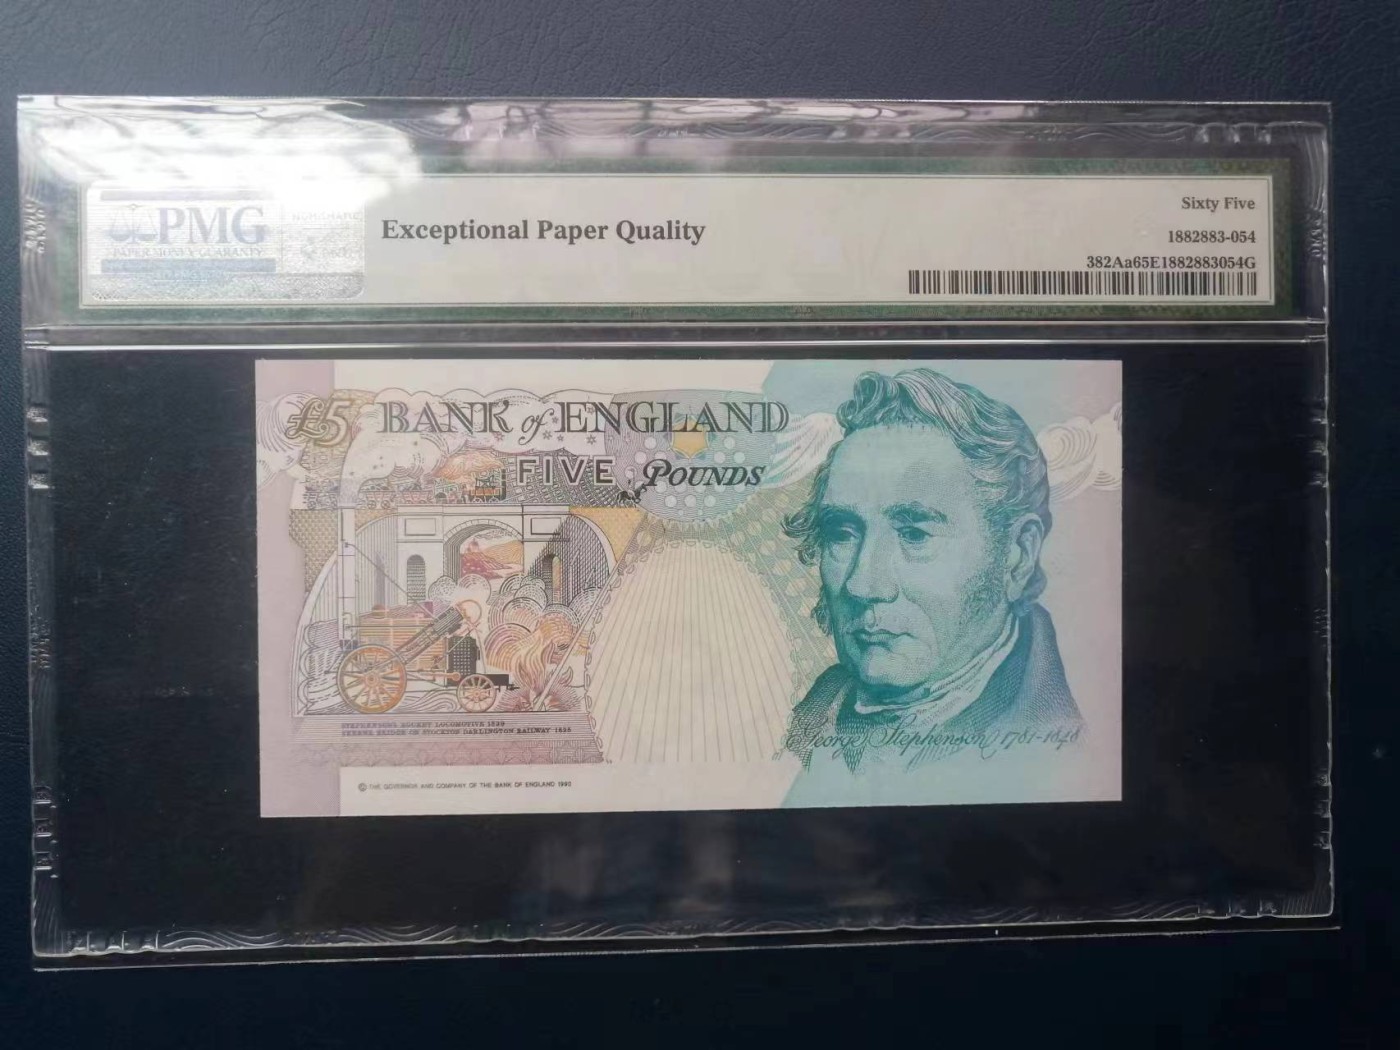 PMG
PAPER MONEY GUARANTY
Exceptional Paper Quality
Sixty Five
1882883-054
382Aa65E1882883054G
£5 BANK of ENGLAND
FIVE POUNDS
STEPHENSON'S ROCKET LOCOMOTIVE 1829
SKERNE BRIDGE ON STOCKTON DARLINGTON RAILWAY 1825
George Stephenson 1781-1848
© THE GOVERNOR AND COMPANY OF THE BANK OF ENGLAND 1990